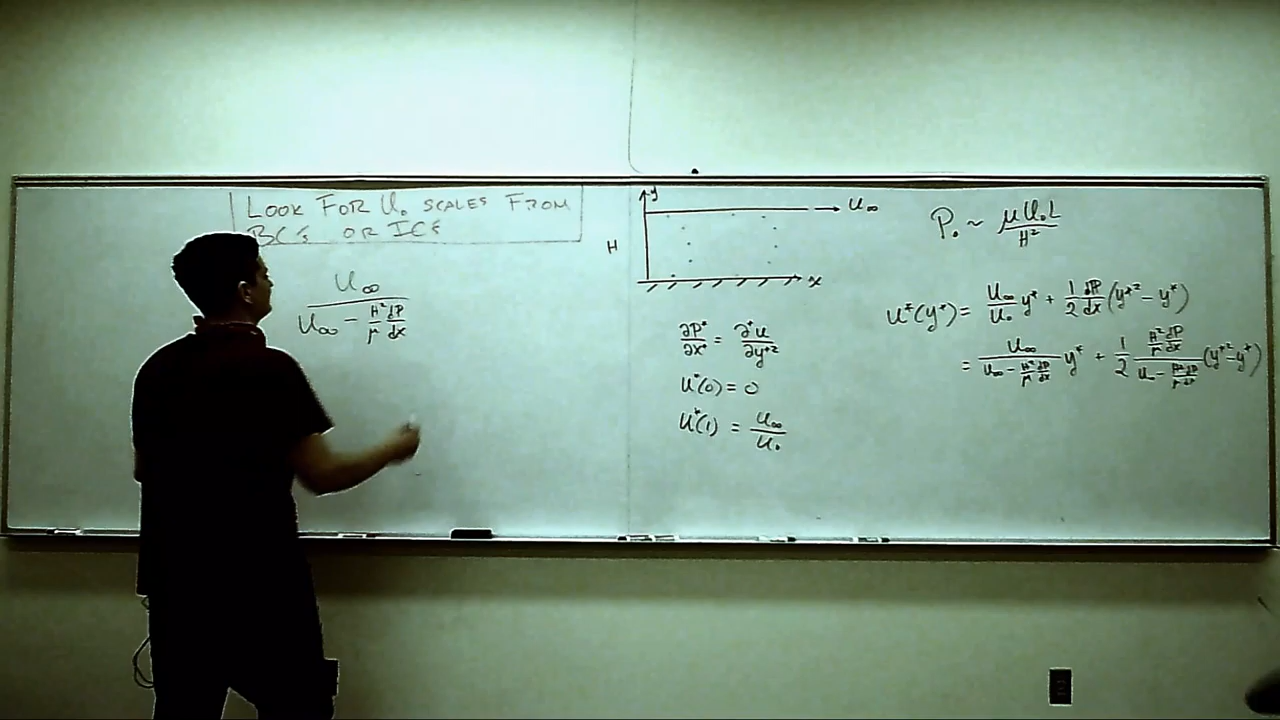 LOOK FOR U₀ SCALES FROM
BCs OR ICs
U∞ / (U∞ − H²/μ dP/dx)
y
U∞
H
x
∂P*/∂x* = ∂²u/∂y*²
u*(0) = 0
u*(1) = U∞/U₀
P₀ ~ μU₀L/H²
u*(y*) = U∞/U₀ y* + 1/2 dP/dx (y*² − y*)
= U∞/(U∞ − H²/μ dP/dx) y* + 1/2 (H²/μ dP/dx)/(U∞ − H²/μ dP/dx) (y*² − y*)